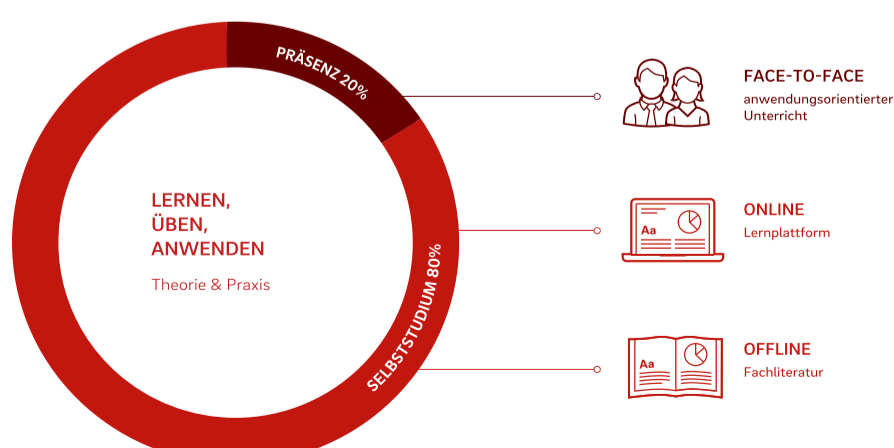 PRÄSENZ 20%
FACE-TO-FACE
anwendungsorientierter
Unterricht
LERNEN,
ÜBEN,
ANWENDEN
Theorie & Praxis
SELBSTSTUDIUM 80%
ONLINE
Lernplattform
Aa
OFFLINE
Fachliteratur
Aa